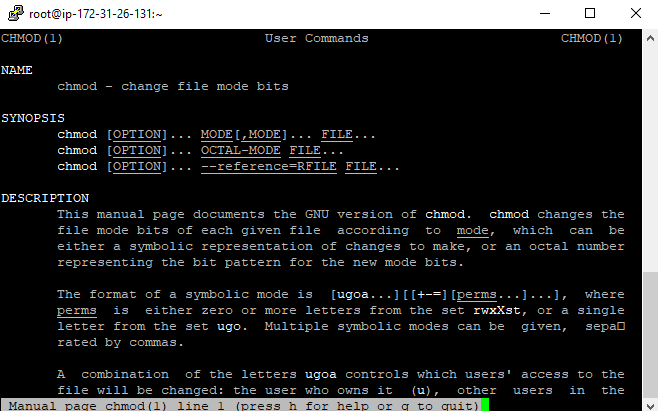 root@ip-172-31-26-131:~
CHMOD(1) User Commands CHMOD(1)
NAME
chmod - change file mode bits
SYNOPSIS
chmod [OPTION]... MODE[,MODE]... FILE...
chmod [OPTION]... OCTAL-MODE FILE...
chmod [OPTION]... --reference=RFILE FILE...
DESCRIPTION
This manual page documents the GNU version of chmod. chmod changes the
file mode bits of each given file according to mode, which can be
either a symbolic representation of changes to make, or an octal number
representing the bit pattern for the new mode bits.
The format of a symbolic mode is [ugoa...][[+-=][perms...]...], where
perms is either zero or more letters from the set rwxXst, or a single
letter from the set ugo. Multiple symbolic modes can be given, sepa□
rated by commas.
A combination of the letters ugoa controls which users' access to the
file will be changed: the user who owns it (u), other users in the
Manual page chmod(1) line 1 (press h for help or q to quit)